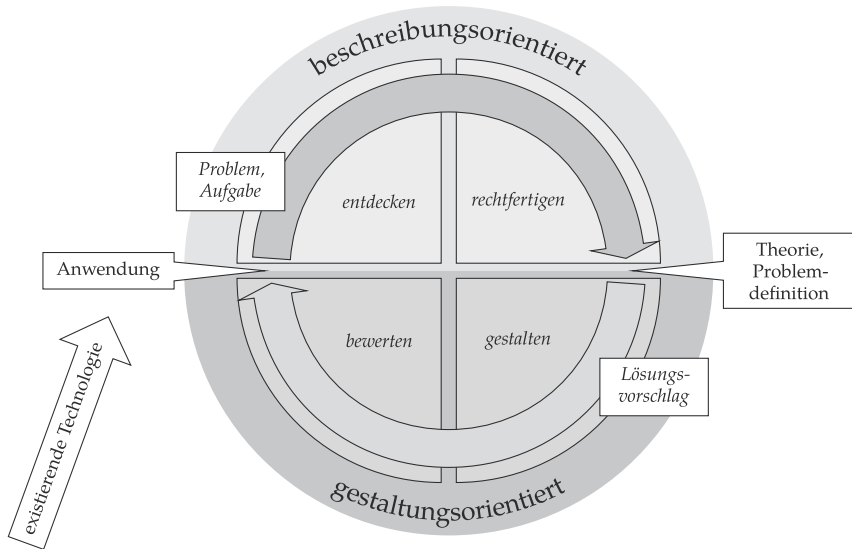 beschreibungsorientiert
Problem,
Aufgabe
entdecken
rechtfertigen
Anwendung
Theorie,
Problem-
definition
bewerten
gestalten
Lösungs-
vorschlag
existierende Technologie
gestaltungsorientiert